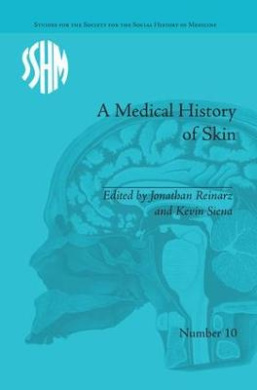 STUDIES FOR THE SOCIETY FOR THE SOCIAL HISTORY OF MEDICINE
SSHM
A Medical History
of Skin
Edited by Jonathan Reinarz
and Kevin Siena
Number 10